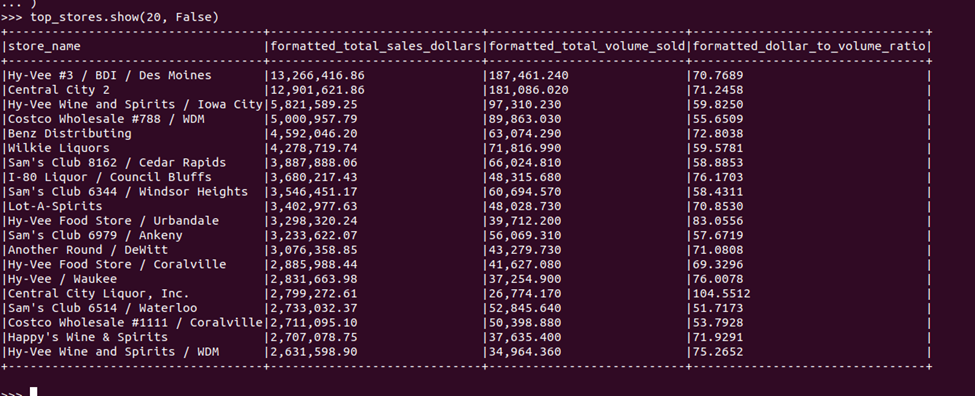 ... )
>>> top_stores.show(20, False)
+----------------------------------+-----------------------------+---------------------------+--------------------------------+
|store_name                        |formatted_total_sales_dollars|formatted_total_volume_sold|formatted_dollar_to_volume_ratio|
+----------------------------------+-----------------------------+---------------------------+--------------------------------+
|Hy-Vee #3 / BDI / Des Moines      |13,266,416.86                |187,461.240                |70.7689                         |
|Central City 2                    |12,901,621.86                |181,086.020                |71.2458                         |
|Hy-Vee Wine and Spirits / Iowa City|5,821,589.25                 |97,310.230                 |59.8250                         |
|Costco Wholesale #788 / WDM       |5,000,957.79                 |89,863.030                 |55.6509                         |
|Benz Distributing                 |4,592,046.20                 |63,074.290                 |72.8038                         |
|Wilkie Liquors                    |4,278,719.74                 |71,816.990                 |59.5781                         |
|Sam's Club 8162 / Cedar Rapids    |3,887,888.06                 |66,024.810                 |58.8853                         |
|I-80 Liquor / Council Bluffs      |3,680,217.43                 |48,315.680                 |76.1703                         |
|Sam's Club 6344 / Windsor Heights |3,546,451.17                 |60,694.570                 |58.4311                         |
|Lot-A-Spirits                     |3,402,977.63                 |48,028.730                 |70.8530                         |
|Hy-Vee Food Store / Urbandale     |3,298,320.24                 |39,712.200                 |83.0556                         |
|Sam's Club 6979 / Ankeny          |3,233,622.07                 |56,069.310                 |57.6719                         |
|Another Round / DeWitt            |3,076,358.85                 |43,279.730                 |71.0808                         |
|Hy-Vee Food Store / Coralville    |2,885,988.44                 |41,627.080                 |69.3296                         |
|Hy-Vee / Waukee                   |2,831,663.98                 |37,254.900                 |76.0078                         |
|Central City Liquor, Inc.         |2,799,272.61                 |26,774.170                 |104.5512                        |
|Sam's Club 6514 / Waterloo        |2,733,032.37                 |52,845.640                 |51.7173                         |
|Costco Wholesale #1111 / Coralville|2,711,095.10                 |50,398.880                 |53.7928                         |
|Happy's Wine & Spirits            |2,707,078.75                 |37,635.400                 |71.9291                         |
|Hy-Vee Wine and Spirits / WDM     |2,631,598.90                 |34,964.360                 |75.2652                         |
+----------------------------------+-----------------------------+---------------------------+--------------------------------+
>>>